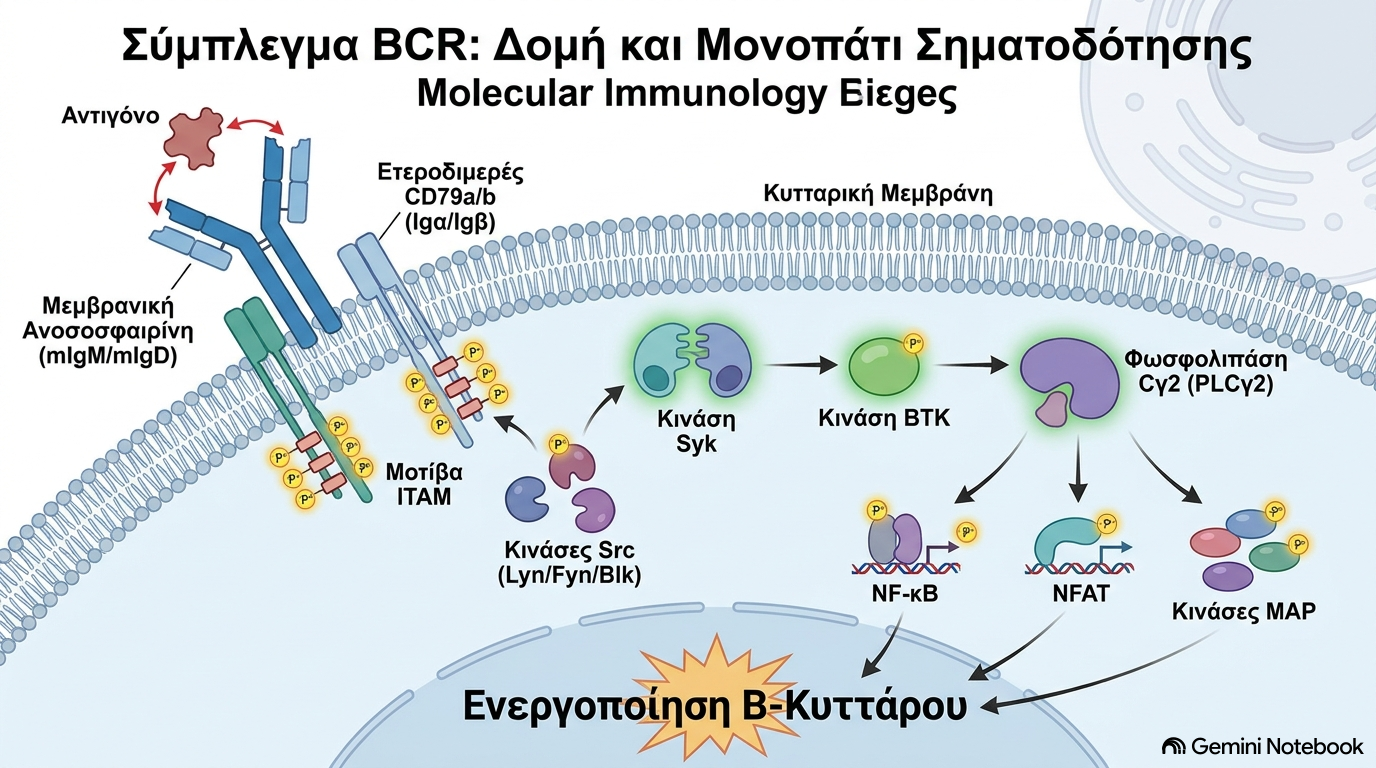 Σύμπλεγμα BCR: Δομή και Μονοπάτι Σηματοδότησης
Molecular Immunology Βίεgες
Αντιγόνο
Ετεροδιμερές
CD79a/b
(Igα/Igβ)
Κυτταρική Μεμβράνη
Μεμβρανική
Ανοσοσφαιρίνη
(mIgM/mIgD)
Μοτίβα
ITAM
Κινάσες Src
(Lyn/Fyn/Blk)
Κινάση
Syk
Κινάση BTK
Φωσφολιπάση
Cγ2 (PLCγ2)
NF-κB
NFAT
Κινάσες MAP
Ενεργοποίηση Β-Κυττάρου
Gemini Notebook